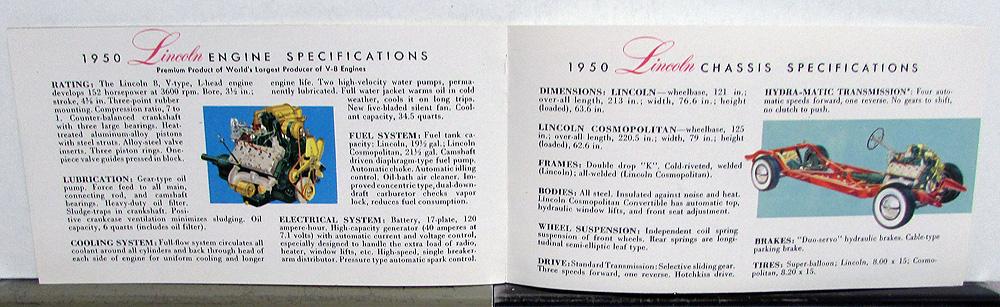 1950 Lincoln ENGINE SPECIFICATIONS
Premium Product of World's Largest Producer of V-8 Engines
RATING: The Lincoln 8, V-type, L-head engine
develops 152 horsepower at 3600 rpm. Bore, 3½ in.;
stroke, 4⅜ in. Three-point rubber
mounting. Compression ratio, 7 to
1. Counter-balanced crankshaft
with three large bearings. Heat-
treated aluminum-alloy pistons
with steel struts. Alloy-steel valve
inserts. Three piston rings. One-
piece valve guides pressed in block.
LUBRICATION: Gear-type oil
pump. Force feed to all main,
connecting rod, and camshaft
bearings. Heavy-duty oil filter.
Sludge-traps in crankshaft. Posi-
tive crankcase ventilation minimizes sludging. Oil
capacity, 6 quarts (includes oil filter).
COOLING SYSTEM: Full-flow system circulates all
coolant around all cylinders and back through head of
each side of engine for uniform cooling and longer
engine life. Two high-velocity water pumps, perma-
nently lubricated. Full water jacket warms oil in cold
weather, cools it on long trips.
New five-bladed silent fan. Cool-
ant capacity, 34.5 quarts.
FUEL SYSTEM: Fuel tank ca-
pacity: Lincoln, 19½ gal.; Lincoln
Cosmopolitan, 21½ gal. Camshaft
driven diaphragm-type fuel pump.
Automatic choke. Automatic idling
control. Oil-bath air cleaner. Im-
proved concentric type, dual-down-
draft carburetor checks vapor
lock, reduces fuel consumption.
ELECTRICAL SYSTEM: Battery, 17-plate, 120
ampere-hour. High-capacity generator (40 amperes at
7.1 volts) with automatic current and voltage control,
especially designed to handle the extra load of radio,
heater, window lifts, etc. High-speed, single breaker-
arm distributor. Pressure type automatic spark control.
1950 Lincoln CHASSIS SPECIFICATIONS
DIMENSIONS: LINCOLN—wheelbase, 121 in.;
over-all length, 213 in.; width, 76.6 in.; height
(loaded), 63.6 in.
LINCOLN COSMOPOLITAN—wheelbase, 125
in.; over-all length, 220.5 in.; width, 79 in.; height
(loaded), 62.6 in.
FRAMES: Double drop "K". Cold-riveted, welded
(Lincoln); all-welded (Lincoln Cosmopolitan).
BODIES: All steel. Insulated against noise and heat.
Lincoln Cosmopolitan Convertible has automatic top,
hydraulic window lifts, and front seat adjustment.
WHEEL SUSPENSION: Independent coil spring
suspension of front wheels. Rear springs are longi-
tudinal semi-elliptic leaf type.
DRIVE: Standard Transmission: Selective sliding gear.
Three speeds forward, one reverse. Hotchkiss drive.
HYDRA-MATIC TRANSMISSION*: Four auto-
matic speeds forward, one reverse. No gears to shift,
no clutch to push.
BRAKES: "Duo-servo" hydraulic brakes. Cable-type
parking brake.
TIRES: Super-balloon; Lincoln, 8.00 x 15; Cosmo-
politan, 8.20 x 15.